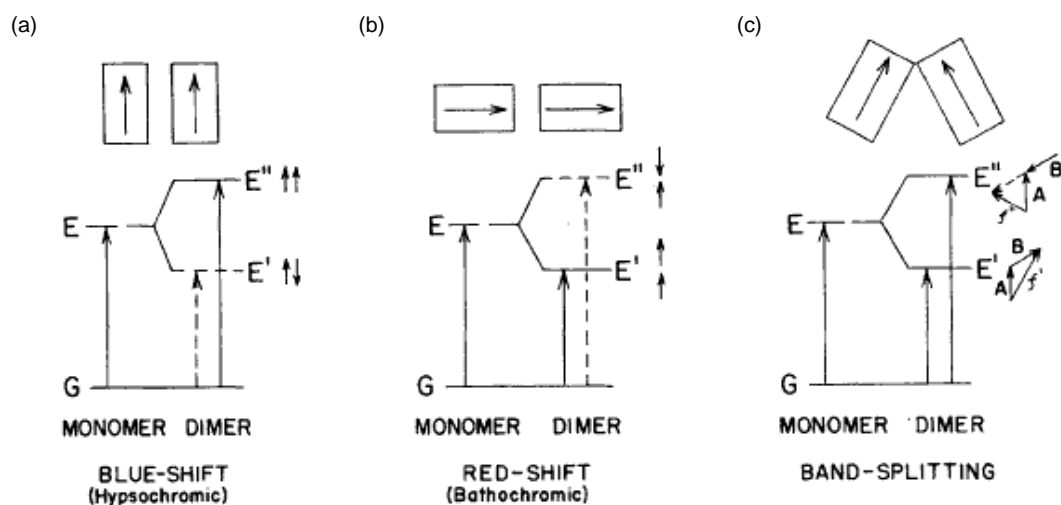 (a)
E" ↑↑
E
E' ↑↓
G
MONOMER DIMER
BLUE-SHIFT
(Hypsochromic)
(b)
E"
E
E'
G
MONOMER DIMER
RED-SHIFT
(Bathochromic)
(c)
E"
B
A
f"
E
E'
B
A
f'
G
MONOMER DIMER
BAND-SPLITTING